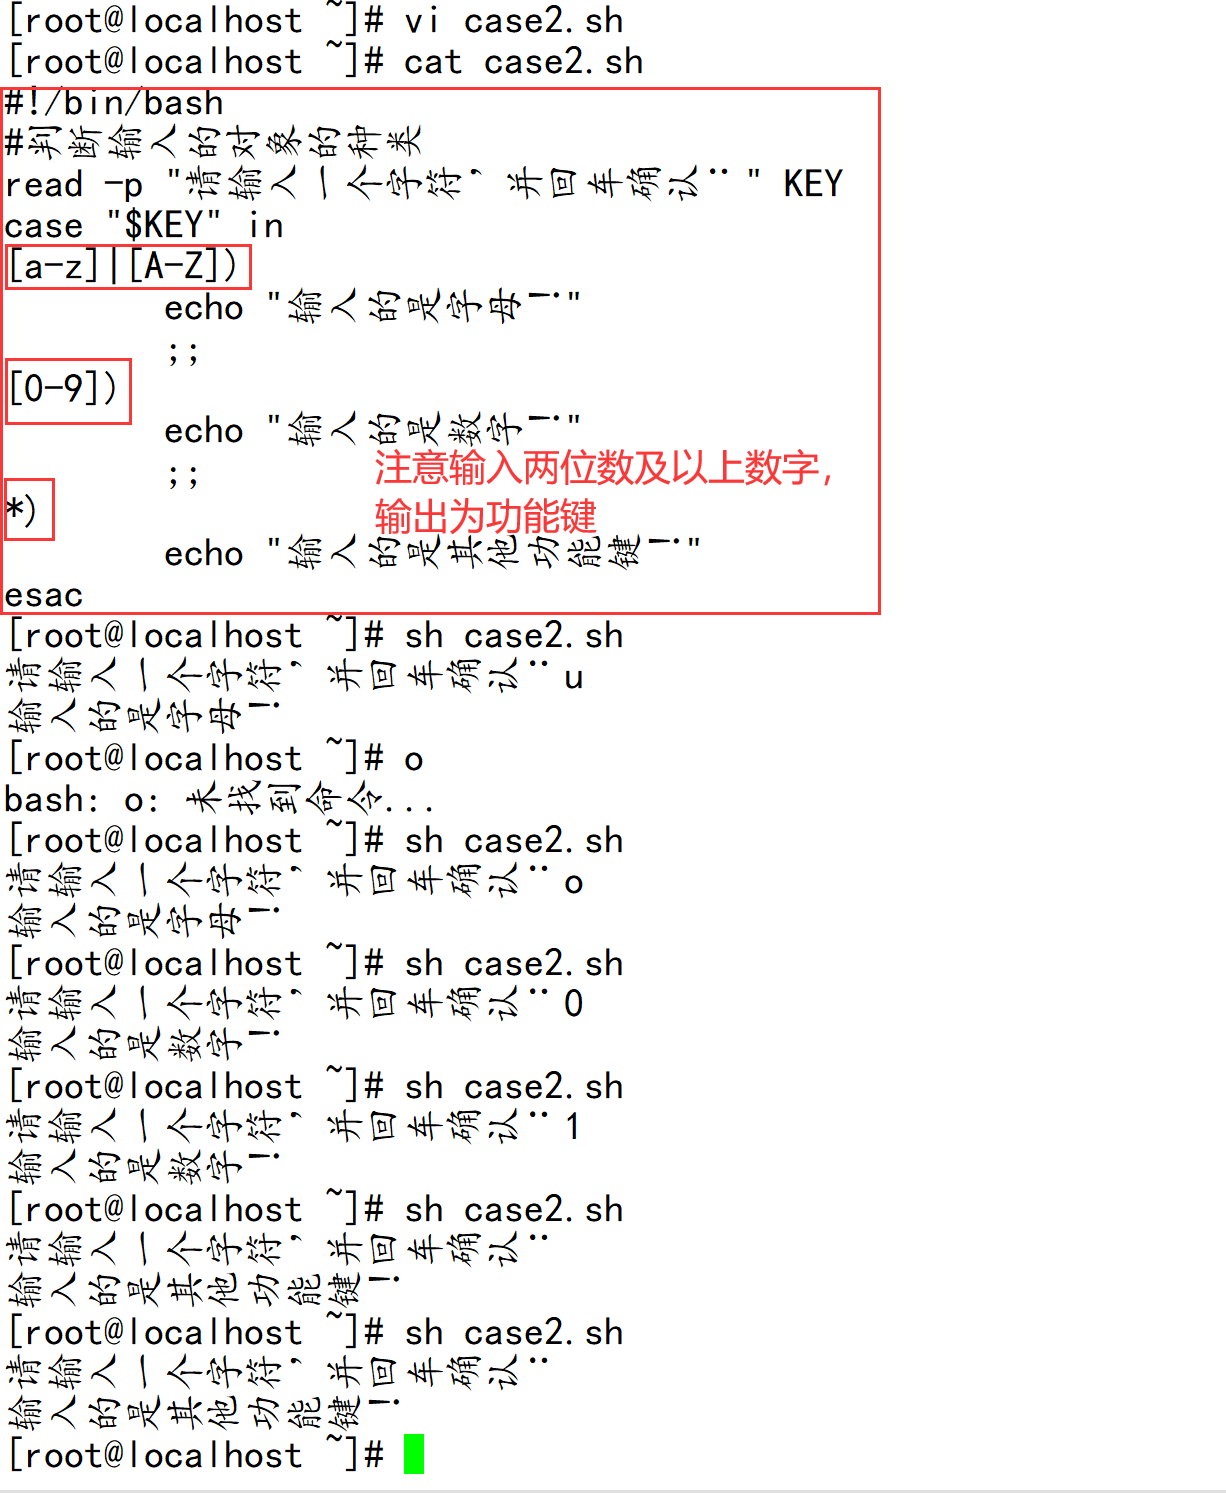 [root@localhost ~]# vi case2.sh
[root@localhost ~]# cat case2.sh
#!/bin/bash
#判断输入的对象的种类
read -p "请输入一个字符，并回车确认：" KEY
case "$KEY" in
[a-z]|[A-Z])
echo "输入的是字母！"
;;
[0-9])
echo "输入的是数字！"
;;
注意输入两位数及以上数字，
*)
输出为功能键
echo "输入的是其他功能键！"
esac
[root@localhost ~]# sh case2.sh
请输入一个字符，并回车确认：u
输入的是字母！
[root@localhost ~]# o
bash: o: 未找到命令...
[root@localhost ~]# sh case2.sh
请输入一个字符，并回车确认：o
输入的是字母！
[root@localhost ~]# sh case2.sh
请输入一个字符，并回车确认：0
输入的是数字！
[root@localhost ~]# sh case2.sh
请输入一个字符，并回车确认：1
输入的是数字！
[root@localhost ~]# sh case2.sh
请输入一个字符，并回车确认：
输入的是其他功能键！
[root@localhost ~]# sh case2.sh
请输入一个字符，并回车确认：
输入的是其他功能键！
[root@localhost ~]#